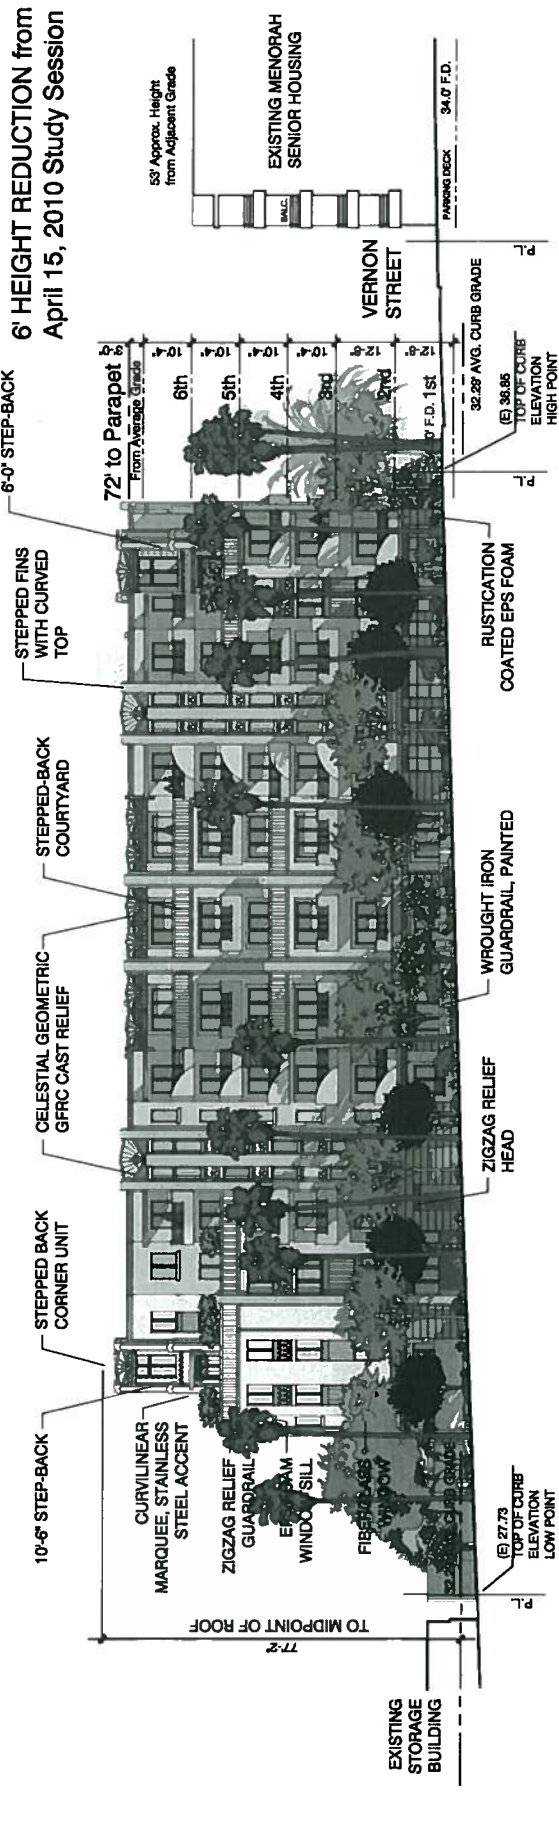 6' HEIGHT REDUCTION from
April 15, 2010 Study Session
10'-6" STEP-BACK
STEPPED BACK
CORNER UNIT
CELESTIAL GEOMETRIC
GFRC CAST RELIEF
STEPPED-BACK
COURTYARD
STEPPED FINS
WITH CURVED
TOP
6'-0" STEP-BACK
72' to Parapet
From Average Grade
53' Approx. Height
from Adjacent Grade
EXISTING MENORAH
SENIOR HOUSING
BALC.
VERNON
STREET
3'-0"
10'-4"
10'-4"
10'-4"
10'-4"
12'-8"
12'-8"
6th
5th
4th
3rd
2nd
1st
0' F.D.
PARKING DECK
34.0' F.D.
32.29' AVG. CURB GRADE
P.L.
(E) 36.85
TOP OF CURB
ELEVATION
HIGH POINT
P.L.
CURVILINEAR
MARQUEE, STAINLESS
STEEL ACCENT
ZIGZAG RELIEF
GUARDRAIL
SILL
77'-2"
TO MIDPOINT OF ROOF
EXISTING
STORAGE
BUILDING
CURB GRADE
P.L.
(E) 27.73
TOP OF CURB
ELEVATION
LOW POINT
ZIGZAG RELIEF
HEAD
WROUGHT IRON
GUARDRAIL, PAINTED
RUSTICATION
COATED EPS FOAM